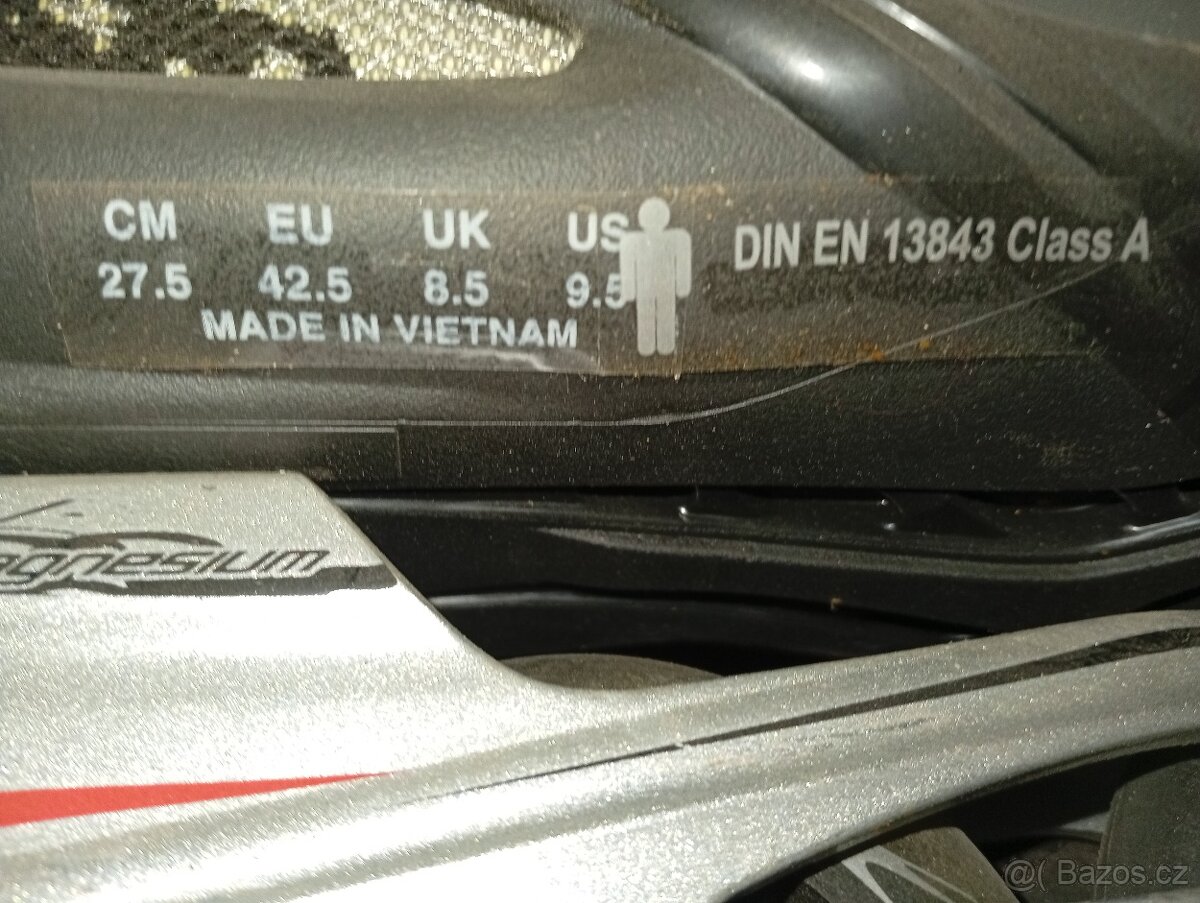 CM EU UK US
27.5 42.5 8.5 9.5
MADE IN VIETNAM
DIN EN 13843 Class A
agnesium
@( Bazos.cz